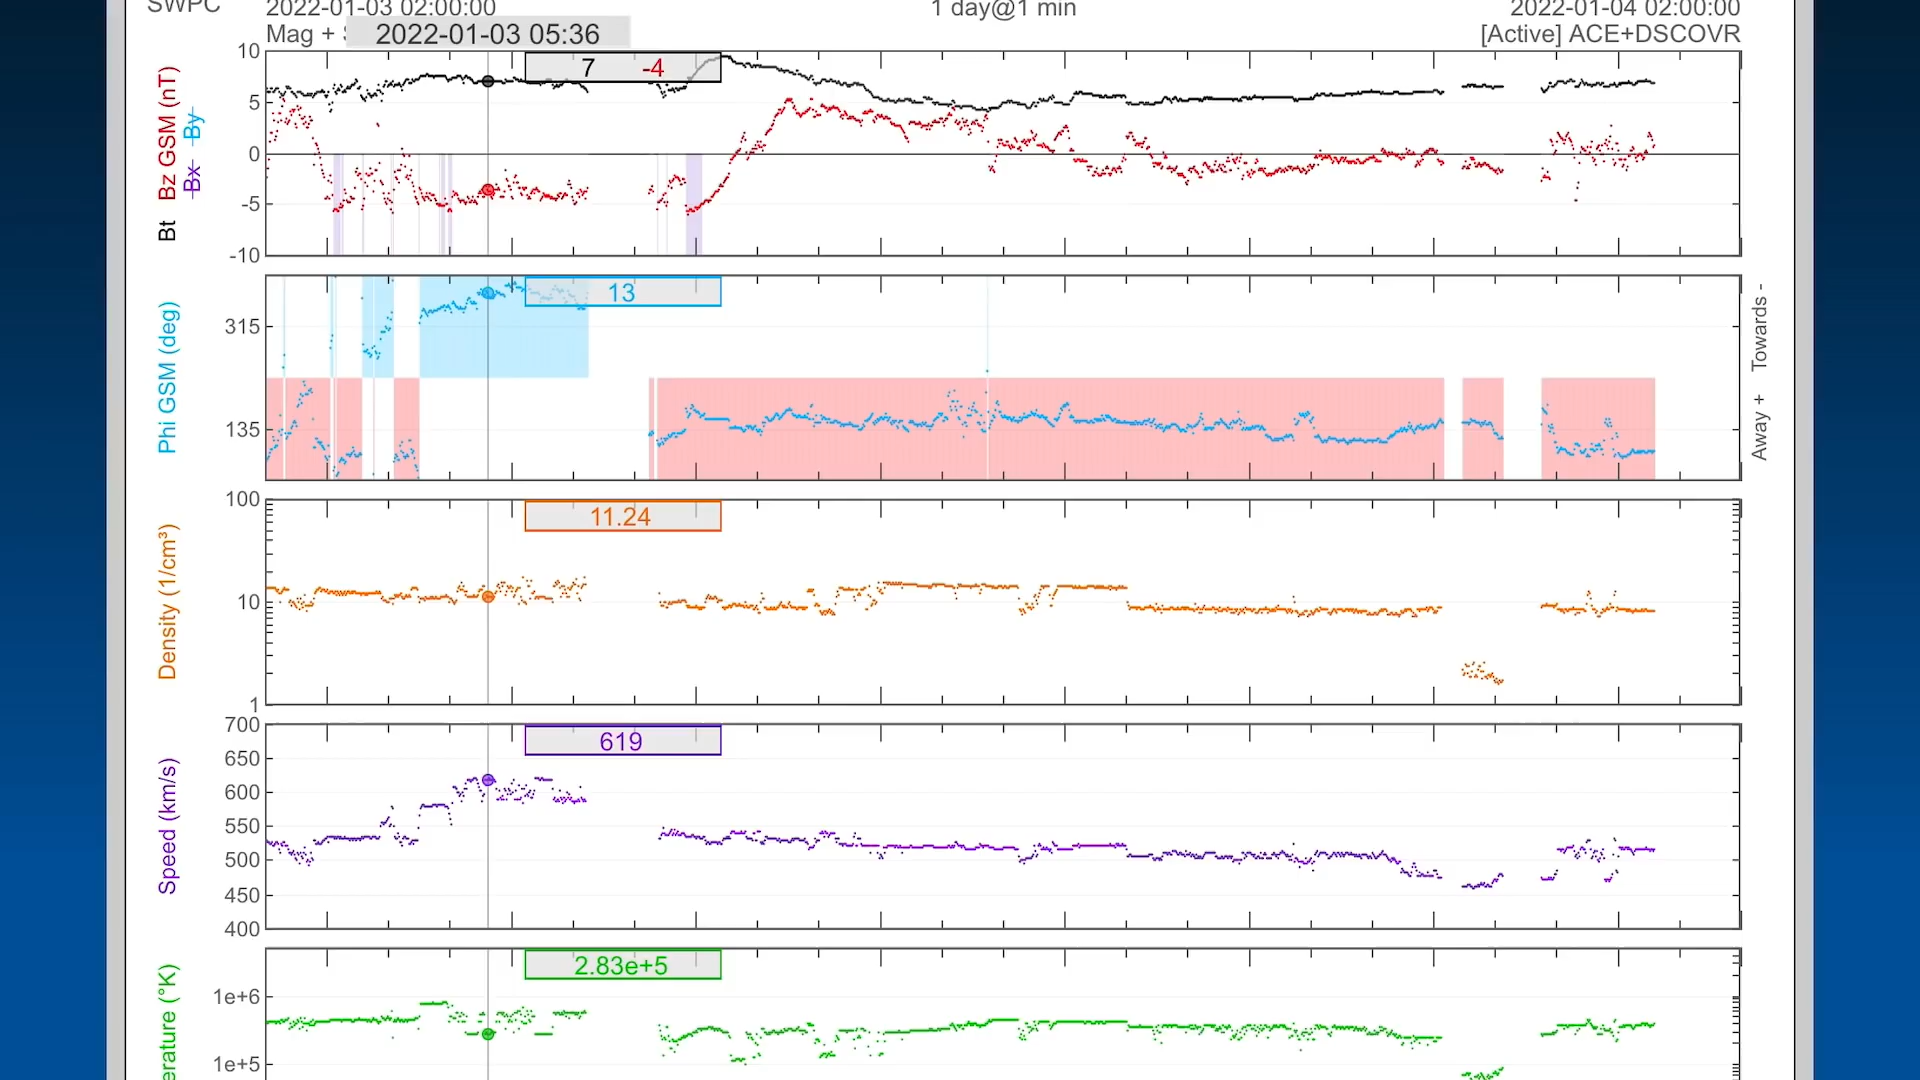 SWPC 2022-01-03 02:00:00 1 day@1 min 2022-01-04 02:00:00
Mag + 2022-01-03 05:36 [Active] ACE+DSCOVR
7 -4
10
5
0
-5
-10
Bt Bz GSM (nT)
Bx By
13
315
135
Phi GSM (deg)
Away + Towards -
11.24
100
10
1
Density (1/cm³)
619
700
650
600
550
500
450
400
Speed (km/s)
2.83e+5
1e+6
1e+5
erature (°K)